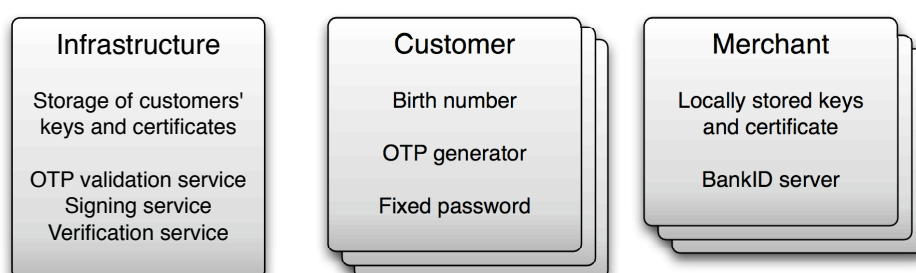 Infrastructure
Storage of customers'
keys and certificates
OTP validation service
Signing service
Verification service
Customer
Birth number
OTP generator
Fixed password
Merchant
Locally stored keys
and certificate
BankID server